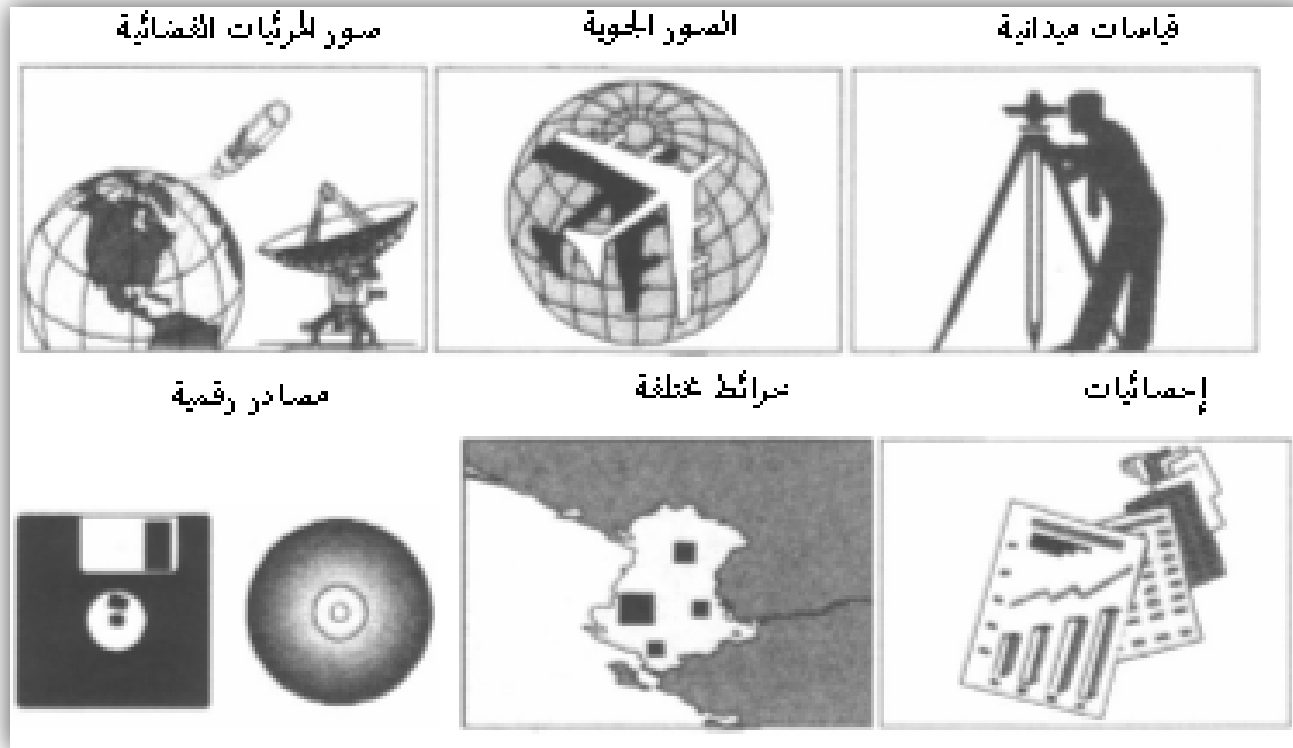 قياسات ميدانية
الصور الجوية
صور المرئيات الفضائية
إحصائيات
خرائط مختلفة
مصادر رقمية